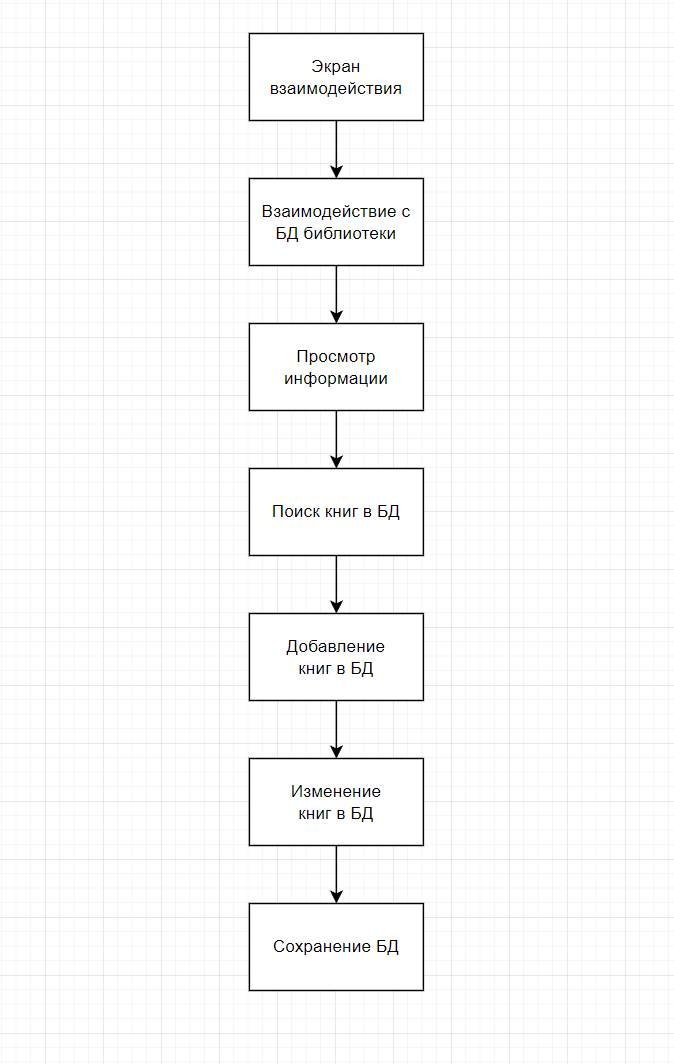 Экран
взаимодействия
Взаимодействие с
БД библиотеки
Просмотр
информации
Поиск книг в БД
Добавление
книг в БД
Изменение
книг в БД
Сохранение БД